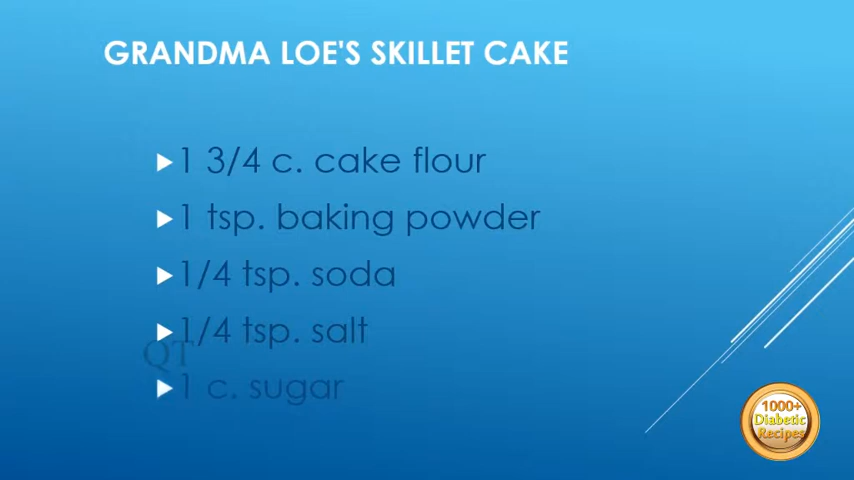 GRANDMA LOE'S SKILLET CAKE
1 3/4 c. cake flour
1 tsp. baking powder
1/4 tsp. soda
1/4 tsp. salt
QT
1 c. sugar
1000+
Diabetic
Recipes